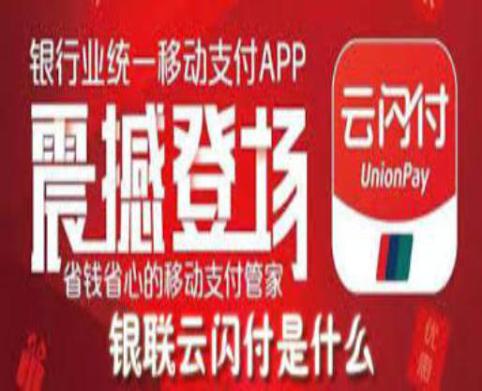 银行业统一移动支付APP
震撼登场
云闪付
UnionPay
省钱省心的移动支付管家
银联云闪付是什么
优惠